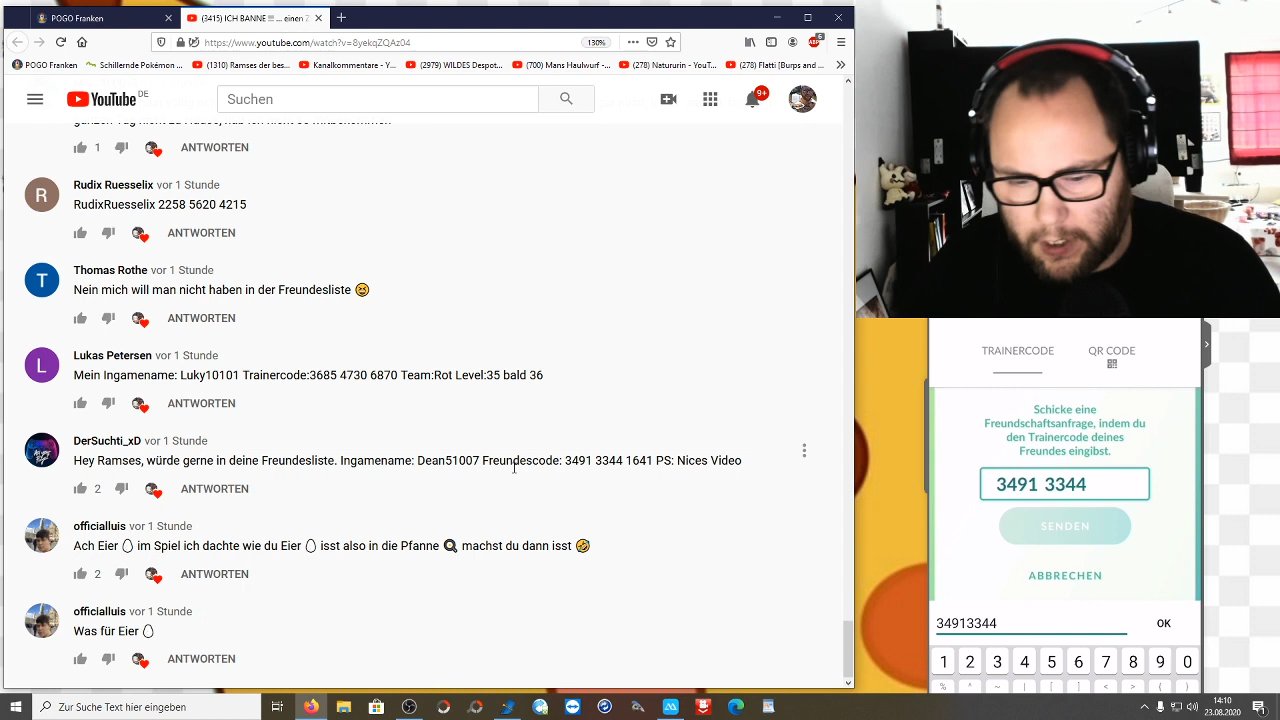 POGO Franken
(3415) ICH BANNE
... einen
https://www.youtube.com/watch?v=8yekqZQAz04
130%
POGO Franken
Schillernde Pokémon ...
(1310) Ramses der bes...
Kanalkommentare - Y...
(2979) WILDES Despot...
(700) Mans Haulwurf -...
(278) Natururin - YouT...
(278) Flatti [Burps and ...
YouTube DE
Suchen
9+
1 ANTWORTEN
Rudix Ruesselix vor 1 Stunde
RudixRuesselix 2258 5620 4215
ANTWORTEN
Thomas Rothe vor 1 Stunde
Nein mich will man nicht haben in der Freundesliste 😆
ANTWORTEN
Lukas Petersen vor 1 Stunde
Mein Ingamename: Luky10101 Trainercode:3685 4730 6870 Team:Rot Level:35 bald 36
ANTWORTEN
DerSuchti_xD vor 1 Stunde
Hey Ramses, würde gerne in deine Freundesliste. Inganename: Dean51007 Freundescode: 3491 3344 1641 PS: Nices Video
2 ANTWORTEN
officialluis vor 1 Stunde
Ach Eier 🥚 im Spiel ich dachte wie du Eier 🥚 isst also in die Pfanne 🍳 machst du dann isst 🤣
2 ANTWORTEN
officialluis vor 1 Stunde
Was für Eier 🥚
ANTWORTEN
TRAINERCODE
QR CODE
Schicke eine
Freundschaftsanfrage, indem du
den Trainercode deines
Freundes eingibst.
3491 3344
SENDEN
ABBRECHEN
34913344
OK
1 2 3 4 5 6 7 8 9 0
Zur Suche Text hier eingeben
14:10
23.08.2020